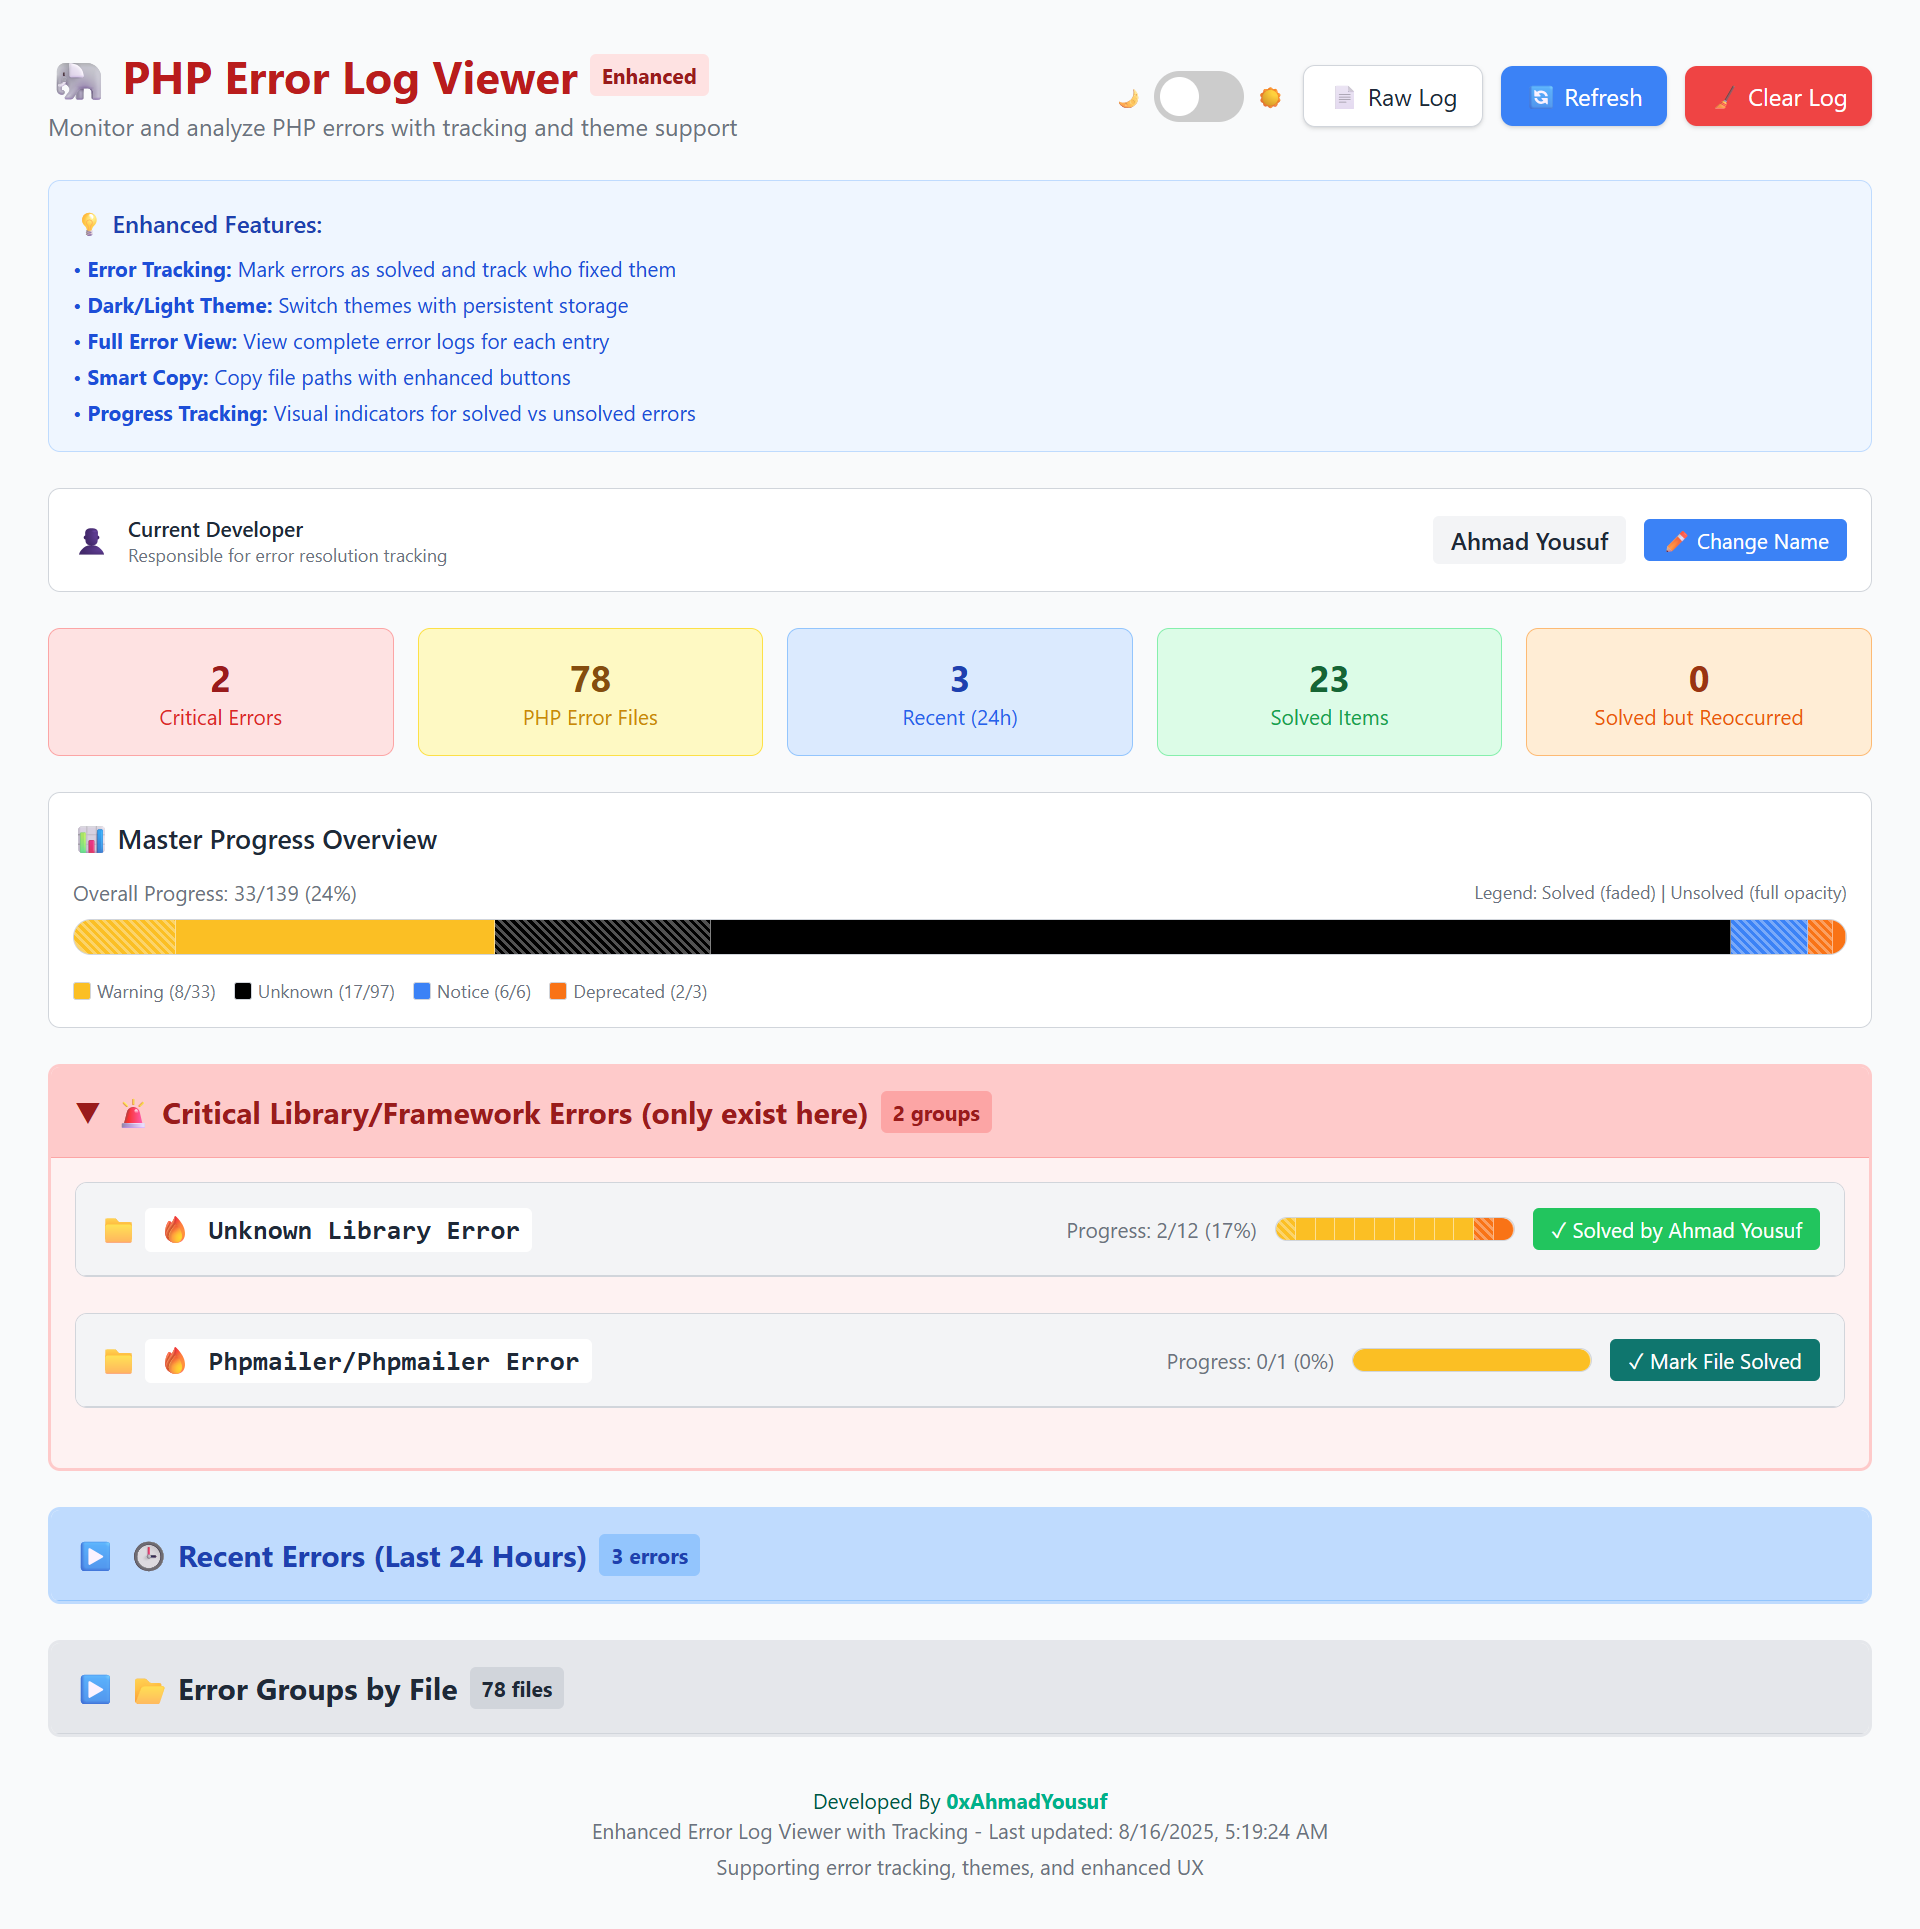 PHP Error Log Viewer Enhanced
Monitor and analyze PHP errors with tracking and theme support
Raw Log
Refresh
Clear Log
Enhanced Features:
• Error Tracking: Mark errors as solved and track who fixed them
• Dark/Light Theme: Switch themes with persistent storage
• Full Error View: View complete error logs for each entry
• Smart Copy: Copy file paths with enhanced buttons
• Progress Tracking: Visual indicators for solved vs unsolved errors
Current Developer
Responsible for error resolution tracking
Ahmad Yousuf
Change Name
2
Critical Errors
78
PHP Error Files
3
Recent (24h)
23
Solved Items
0
Solved but Reoccurred
Master Progress Overview
Overall Progress: 33/139 (24%)
Legend: Solved (faded) | Unsolved (full opacity)
Warning (8/33) Unknown (17/97) Notice (6/6) Deprecated (2/3)
▼ Critical Library/Framework Errors (only exist here) 2 groups
Unknown Library Error
Progress: 2/12 (17%)
✓ Solved by Ahmad Yousuf
Phpmailer/Phpmailer Error
Progress: 0/1 (0%)
✓ Mark File Solved
Recent Errors (Last 24 Hours) 3 errors
Error Groups by File 78 files
Developed By 0xAhmadYousuf
Enhanced Error Log Viewer with Tracking - Last updated: 8/16/2025, 5:19:24 AM
Supporting error tracking, themes, and enhanced UX